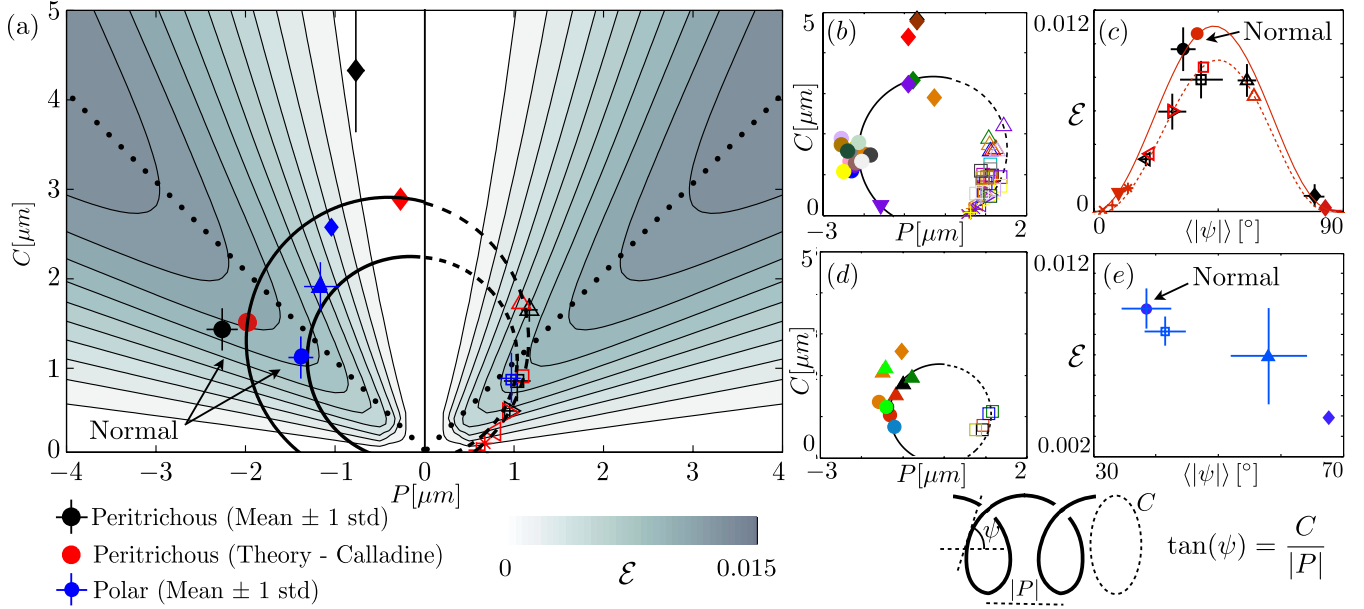 (a)
5
4
3
2
1
0
C[μm]
−4
−3
−2
−1
0
1
2
3
4
P[μm]
Normal
Peritrichous (Mean ± 1 std)
Peritrichous (Theory - Calladine)
Polar (Mean ± 1 std)
0
ℰ
0.015
(b)
5
C[μm]
0
−3
P[μm]
2
(c)
0.012
Normal
ℰ
0
0
⟨|ψ|⟩[°]
90
(d)
5
C[μm]
0
−3
P[μm]
2
(e)
0.012
Normal
ℰ
0.002
30
⟨|ψ|⟩[°]
70
C
ψ
|P|
tan(ψ) = C / |P|